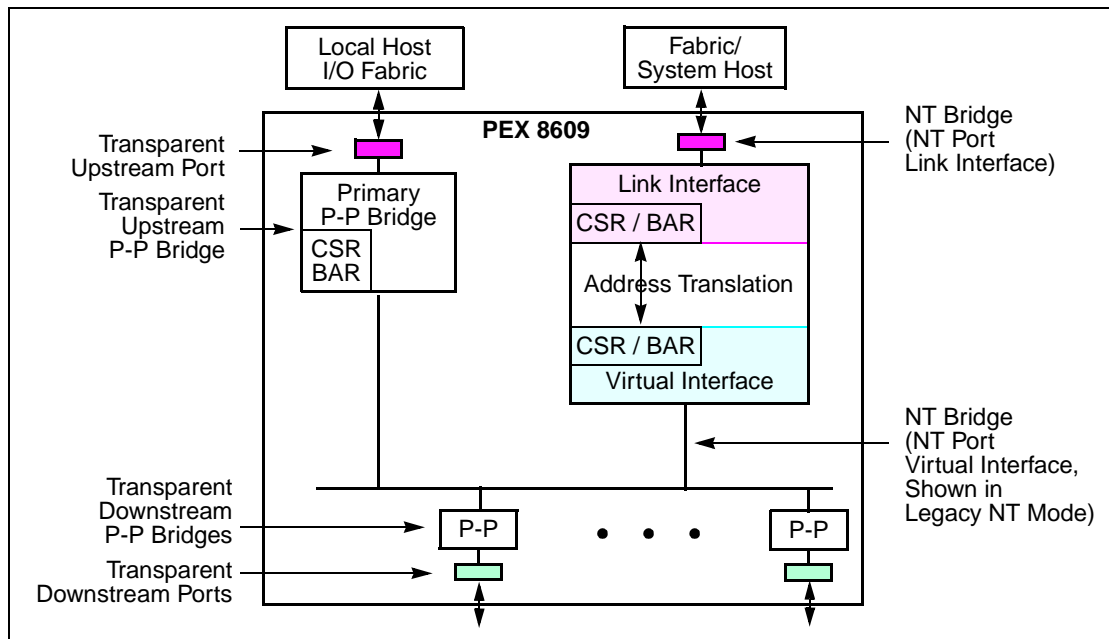 Local Host
I/O Fabric
Fabric/
System Host
PEX 8609
NT Bridge
(NT Port
Link Interface)
Transparent
Upstream Port
Transparent
Upstream
P-P Bridge
Primary
P-P Bridge
CSR
BAR
Link Interface
CSR / BAR
Address Translation
CSR / BAR
Virtual Interface
NT Bridge
(NT Port
Virtual Interface,
Shown in
Legacy NT Mode)
Transparent
Downstream
P-P Bridges
P-P
• • •
P-P
Transparent
Downstream Ports